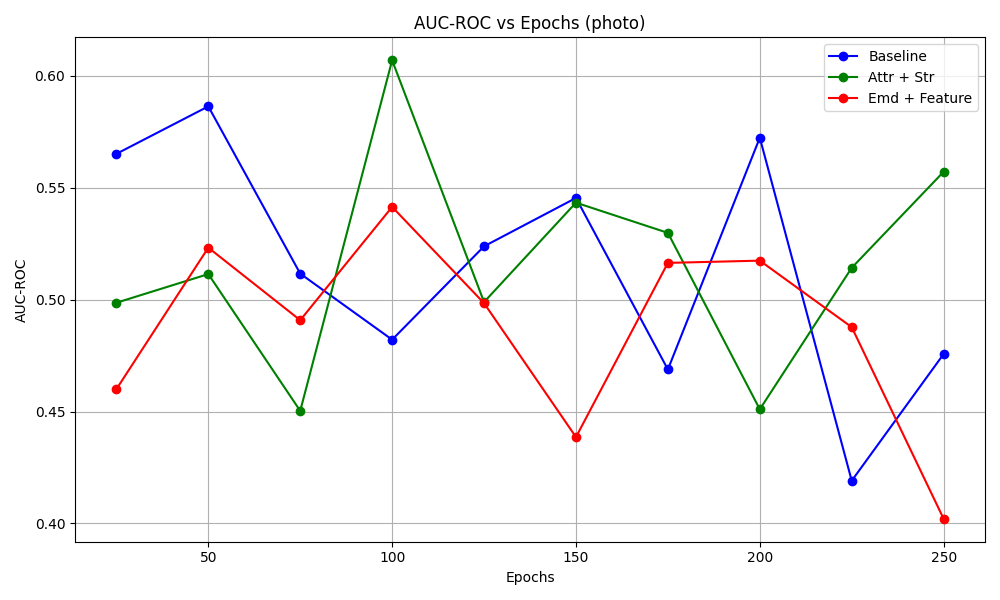 AUC-ROC vs Epochs (photo)
Baseline
Attr + Str
Emd + Feature
AUC-ROC
0.60
0.55
0.50
0.45
0.40
50
100
150
200
250
Epochs